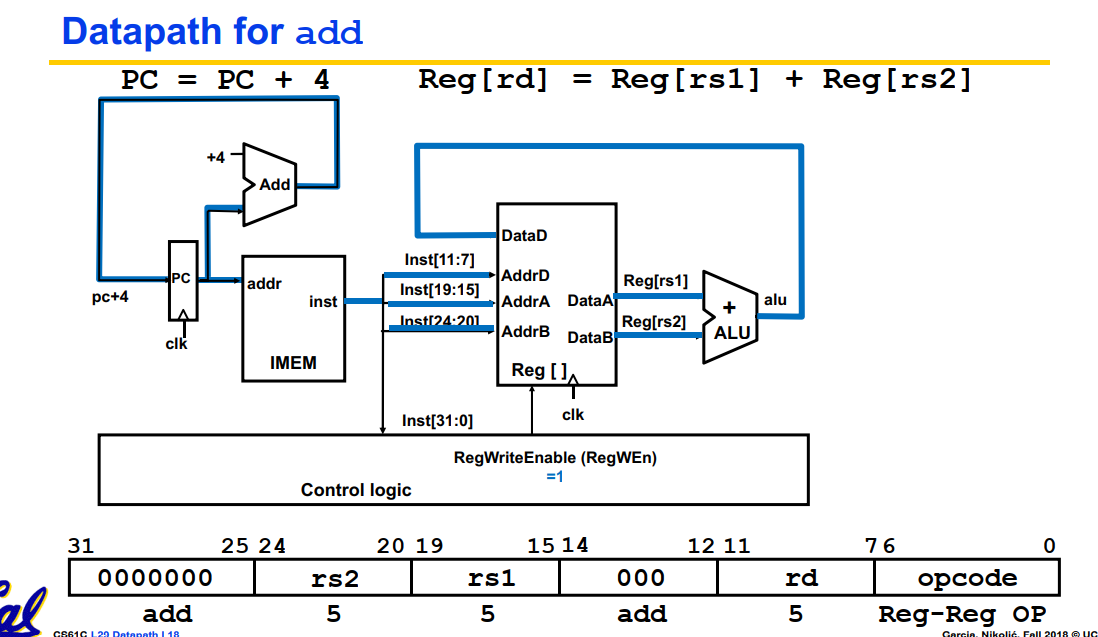 Datapath for add
PC = PC + 4
Reg[rd] = Reg[rs1] + Reg[rs2]
+4
Add
DataD
Inst[11:7]
AddrD
PC
addr
Inst[19:15]
Reg[rs1]
pc+4
inst
AddrA
DataA
+
alu
Inst[24:20]
Reg[rs2]
AddrB
DataB
ALU
clk
IMEM
Reg [ ]
clk
Inst[31:0]
RegWriteEnable (RegWEn)
=1
Control logic
31 25 24 20 19 15 14 12 11 7 6 0
0000000 rs2 rs1 000 rd opcode
add 5 5 add 5 Reg-Reg OP
CS61C L29 Datapath I 18
Garcia, Nikolić, Fall 2018 © UC